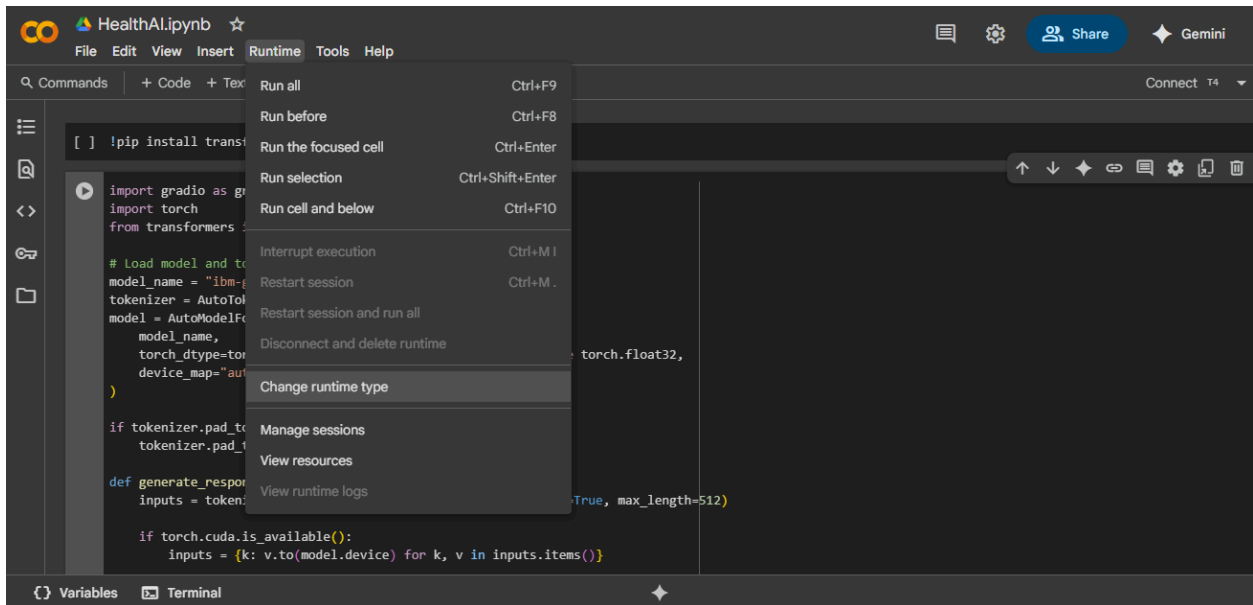 HealthAI.ipynb
File Edit View Insert Runtime Tools Help
Share
Gemini
Commands + Code + Tex
Connect T4
Run all Ctrl+F9
Run before Ctrl+F8
Run the focused cell Ctrl+Enter
Run selection Ctrl+Shift+Enter
Run cell and below Ctrl+F10
Interrupt execution Ctrl+M I
Restart session Ctrl+M .
Restart session and run all
Disconnect and delete runtime
Change runtime type
Manage sessions
View resources
View runtime logs
[ ] !pip install transf
import gradio as gr
import torch
from transformers i
# Load model and to
model_name = "ibm-g
tokenizer = AutoTok
model = AutoModelFo
model_name,
torch_dtype=tor torch.float32,
device_map="aut
)
if tokenizer.pad_to
tokenizer.pad_t
def generate_respon
inputs = tokeni =True, max_length=512)
if torch.cuda.is_available():
inputs = {k: v.to(model.device) for k, v in inputs.items()}
{} Variables Terminal